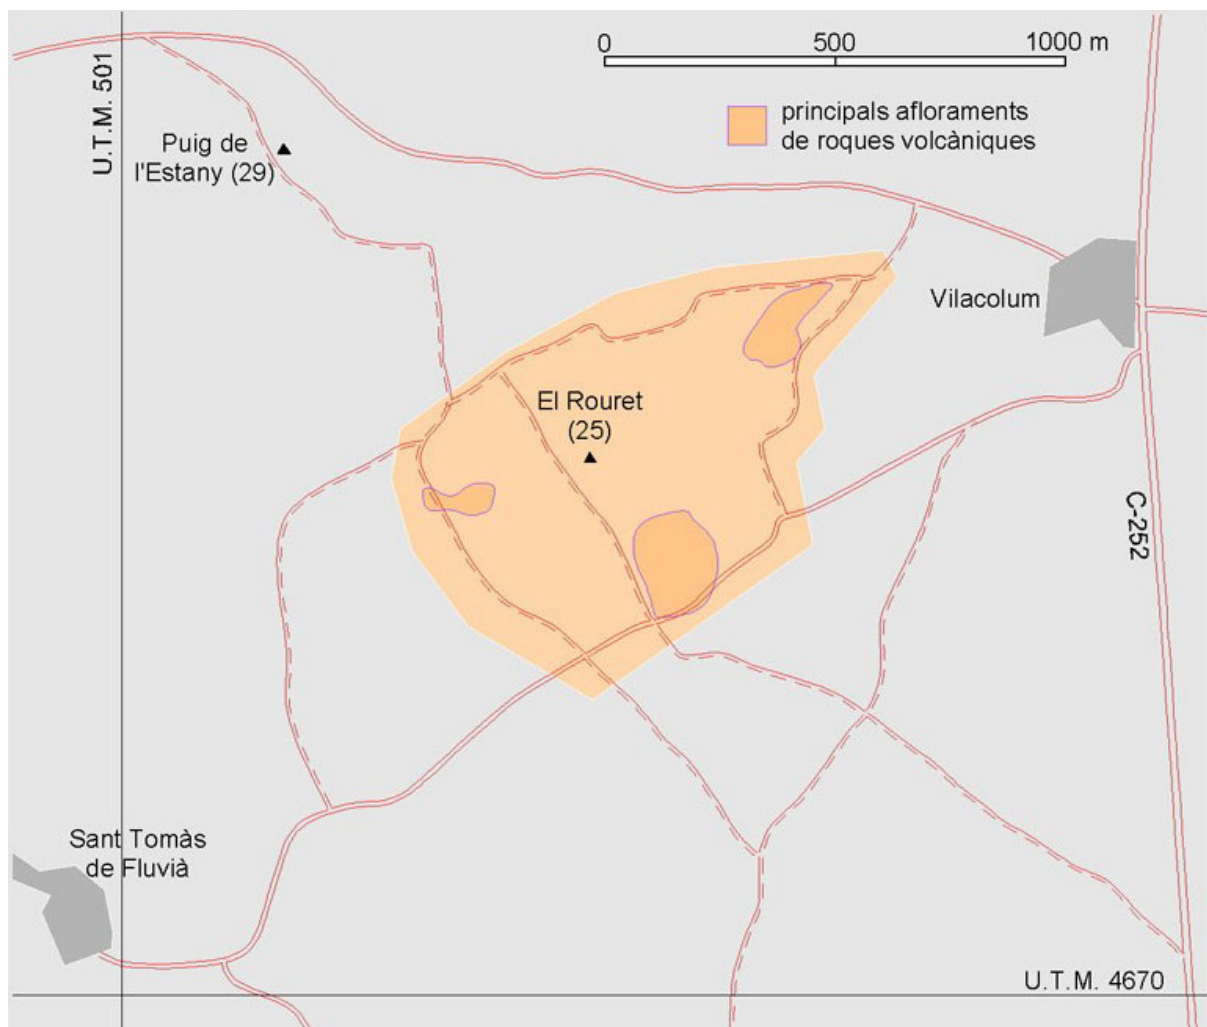 0 500 1000 m
U.T.M. 501
principals afloraments
de roques volcàniques
Puig de
l'Estany (29)
Vilacolum
El Rouret
(25)
C-252
Sant Tomàs
de Fluvià
U.T.M. 4670